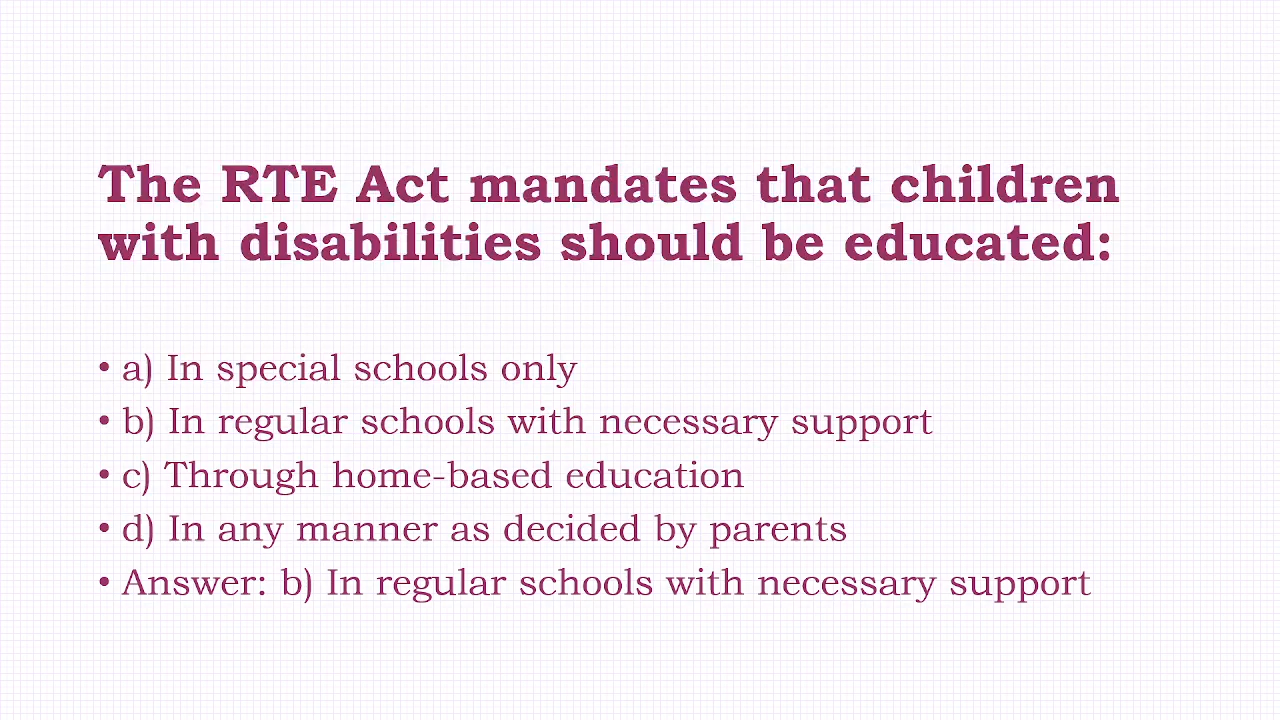 The RTE Act mandates that children
with disabilities should be educated:
• a) In special schools only
• b) In regular schools with necessary support
• c) Through home-based education
• d) In any manner as decided by parents
• Answer: b) In regular schools with necessary support